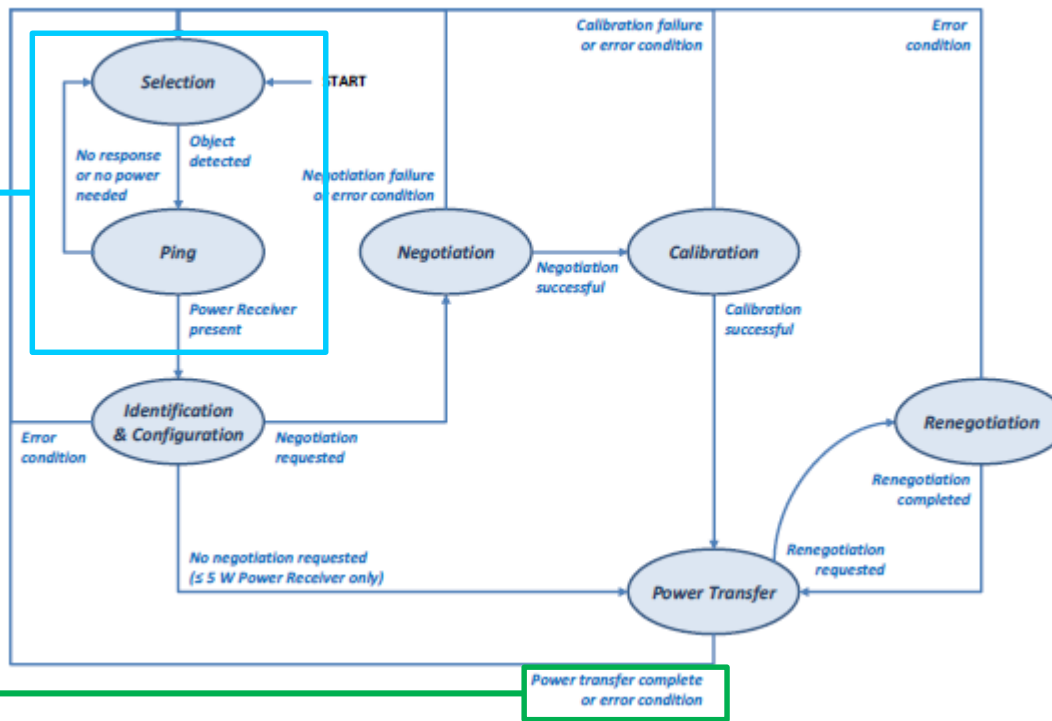 Calibration failure
or error condition
Error
condition
Selection
START
No response
or no power
needed
Object
detected
Negotiation failure
or error condition
Ping
Negotiation
Negotiation
successful
Calibration
Power Receiver
present
Calibration
successful
Identification
& Configuration
Error
condition
Negotiation
requested
Renegotiation
Renegotiation
completed
No negotiation requested
(≤ 5 W Power Receiver only)
Renegotiation
requested
Power Transfer
Power transfer complete
or error condition